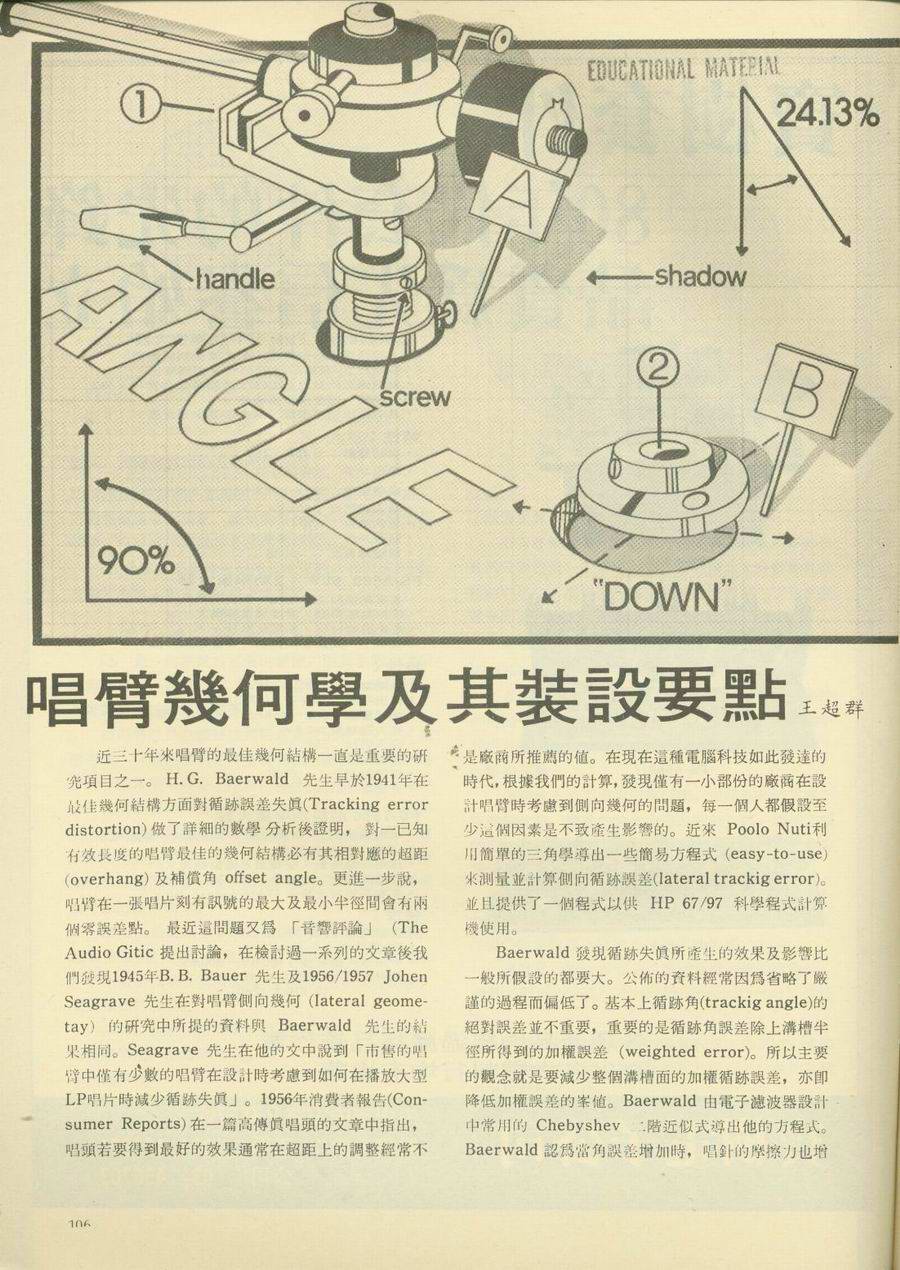 EDUCATIONAL MATERIAL
24.13%
1
A
handle
shadow
ANGLE
screw
2
B
90%
"DOWN"
唱臂幾何學及其裝設要點
王超群
近三十年來唱臂的最佳幾何結構一直是重要的研
究項目之一。 H. G. Baerwald 先生早於1941年在
最佳幾何結構方面對循跡誤差失眞(Tracking error
distortion) 做了詳細的數學 分析後證明， 對一已知
有效長度的唱臂最佳的幾何結構必有其相對應的超距
(overhang) 及補償角 offset angle。更進一步說，
唱臂在一張唱片刻有訊號的最大及最小半徑間會有兩
個零誤差點。 最近這問題又爲 「音響評論」 (The
Audio Gitic 提出討論，在檢討過一系列的文章後我
們發現1945年B. B. Bauer 先生及1956/1957 Johen
Seagrave 先生在對唱臂側向幾何 (lateral geome-
tay) 的研究中所提的資料與 Baerwald 先生的結
果相同。Seagrave 先生在他的文中說到「市售的唱
臂中僅有少數的唱臂在設計時考慮到如何在播放大型
LP唱片時減少循跡失眞」。1956年消費者報告(Con-
sumer Reports) 在一篇高傳眞唱頭的文章中指出，
唱頭若要得到最好的效果通常在超距上的調整經常不
是廠商所推薦的値。在現在這種電腦科技如此發達的
時代，根據我們的計算，發現僅有一小部份的廠商在設
計唱臂時考慮到側向幾何的問題，每一個人都假設至
少這個因素是不致產生影響的。近來 Poolo Nuti利
用簡單的三角學導出一些簡易方程式 (easy-to-use)
來測量並計算側向循跡誤差(lateral trackig error)。
並且提供了一個程式以供 HP 67/97 科學程式計算
機使用。
Baerwald 發現循跡失眞所產生的效果及影響比
一般所假設的都要大。公佈的資料經常因爲省略了嚴
謹的過程而偏低了。基本上循跡角(trackig angle)的
絕對誤差並不重要，重要的是循跡角誤差除上溝槽半
徑所得到的加權誤差 (weighted error)。所以主要
的觀念就是要減少整個溝槽面的加權循跡誤差，亦卽
降低加權誤差的峯値。Baerwald 由電子濾波器設計
中常用的 Chebyshev 二階近似式導出他的方程式。
Baerwald 認爲當角誤差增加時，唱針的摩擦力也增
106